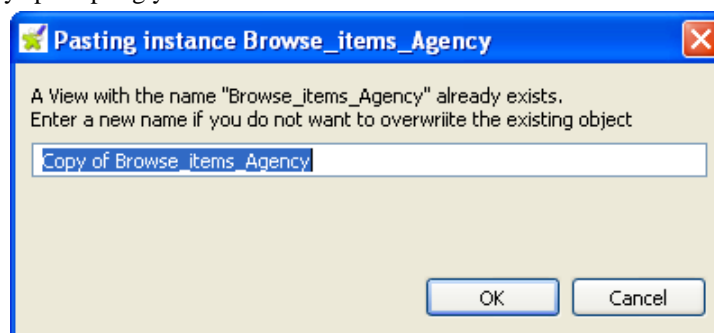 Pasting instance Browse_items_Agency
A View with the name "Browse_items_Agency" already exists.
Enter a new name if you do not want to overwriite the existing object
Copy of Browse_items_Agency
OK Cancel